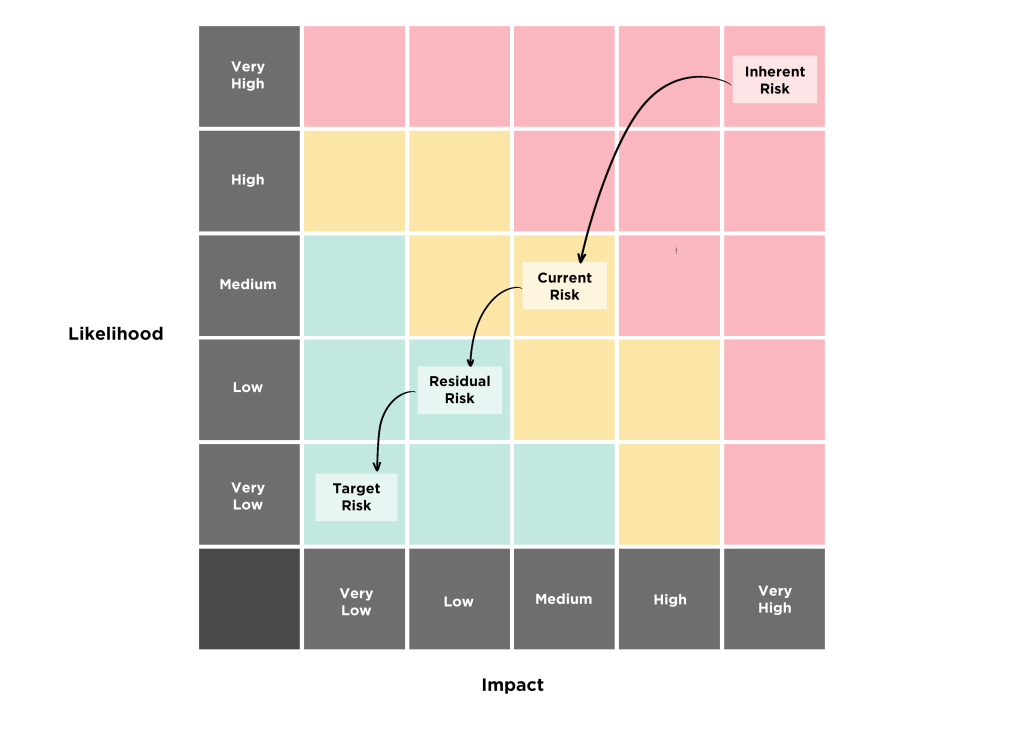 Very
High
Inherent
Risk
High
Medium
Current
Risk
Likelihood
Low
Residual
Risk
Very
Low
Target
Risk
Very
Low
Low
Medium
High
Very
High
Impact